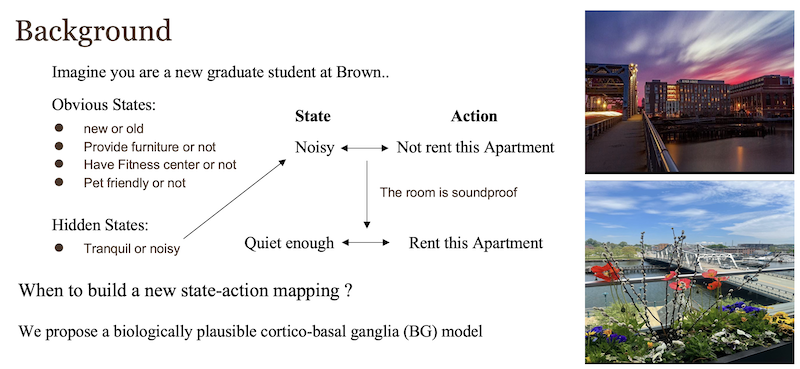 Background
Imagine you are a new graduate student at Brown..
Obvious States:
new or old
Provide furniture or not
Have Fitness center or not
Pet friendly or not
Hidden States:
Tranquil or noisy
State
Action
Noisy
Not rent this Apartment
The room is soundproof
Quiet enough
Rent this Apartment
When to build a new state-action mapping ?
We propose a biologically plausible cortico-basal ganglia (BG) model